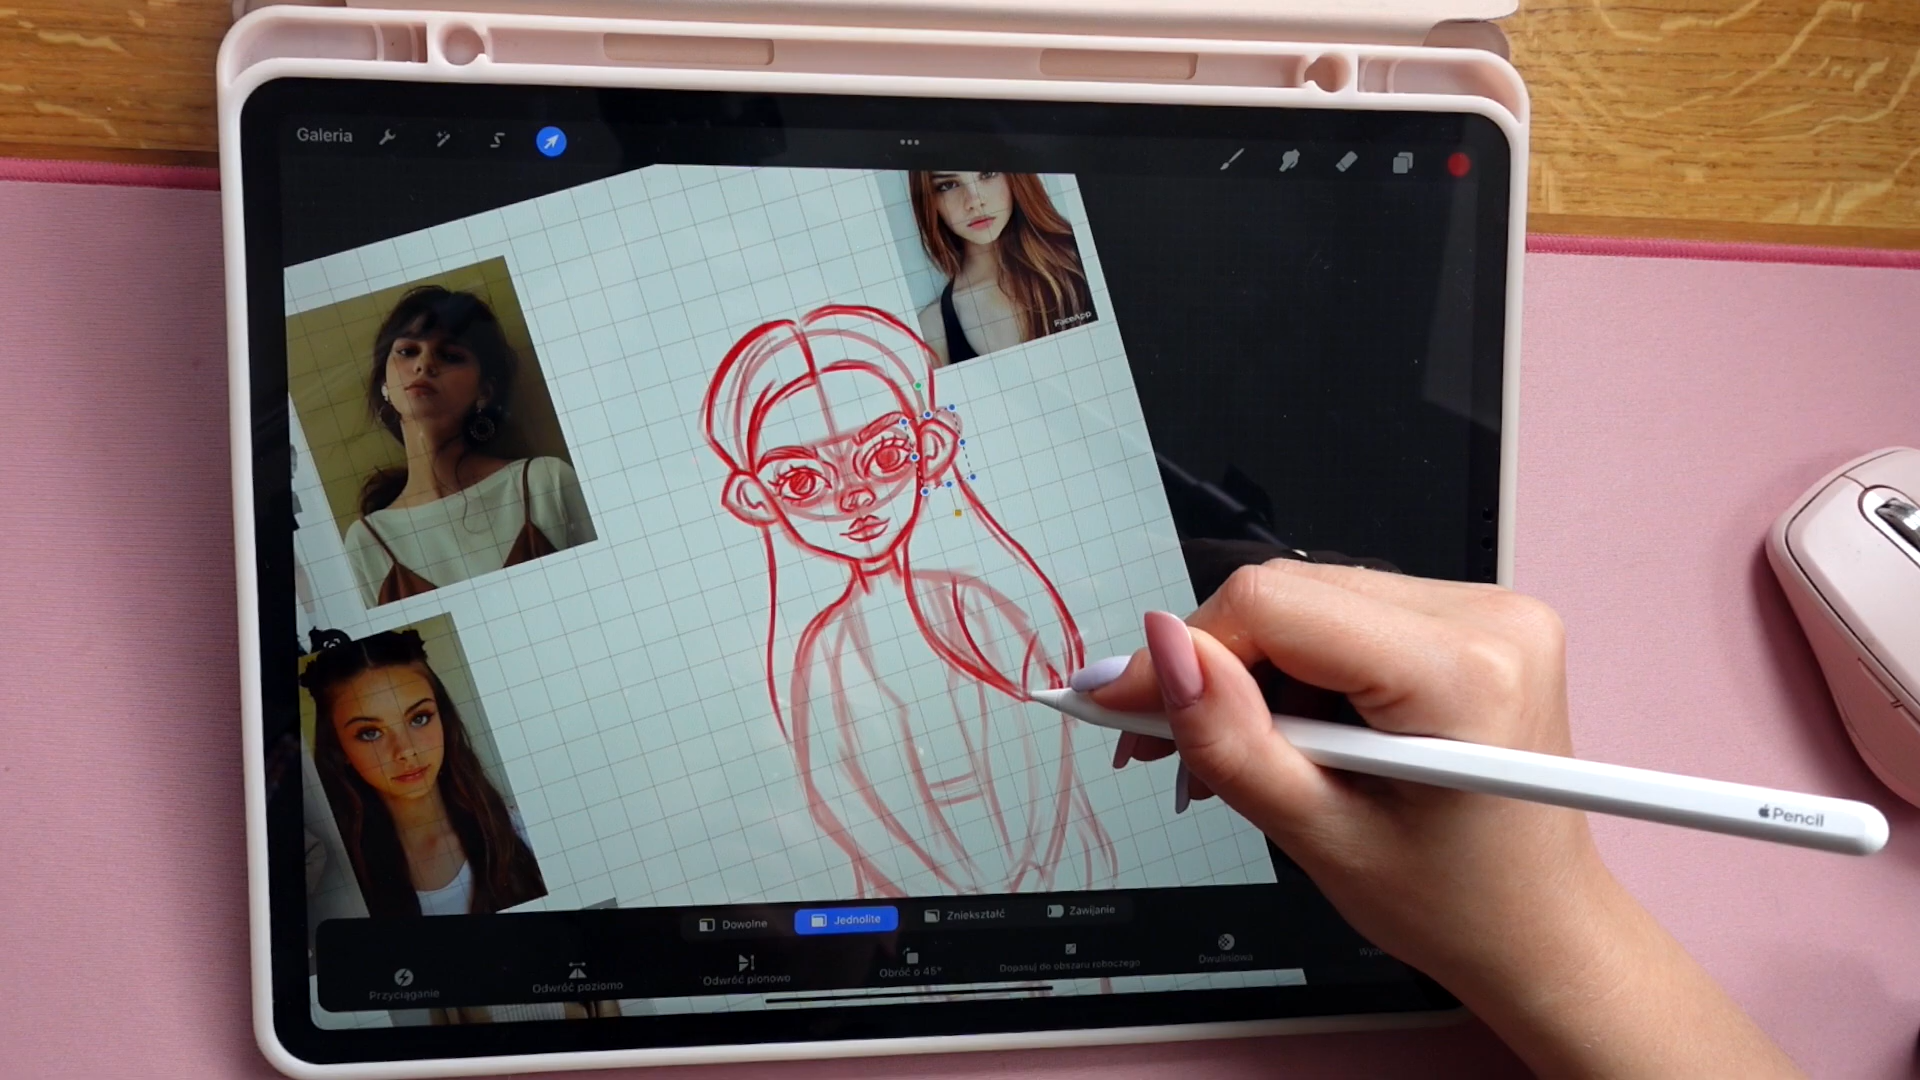 Galeria
FaceApp
Pencil
Dowolne
Jednolite
Zniekształć
Zawijanie
Przyciąganie
Odwróć poziomo
Odwróć pionowo
Obróć o 45°
Dopasuj do obszaru roboczego
Dwuliniowa